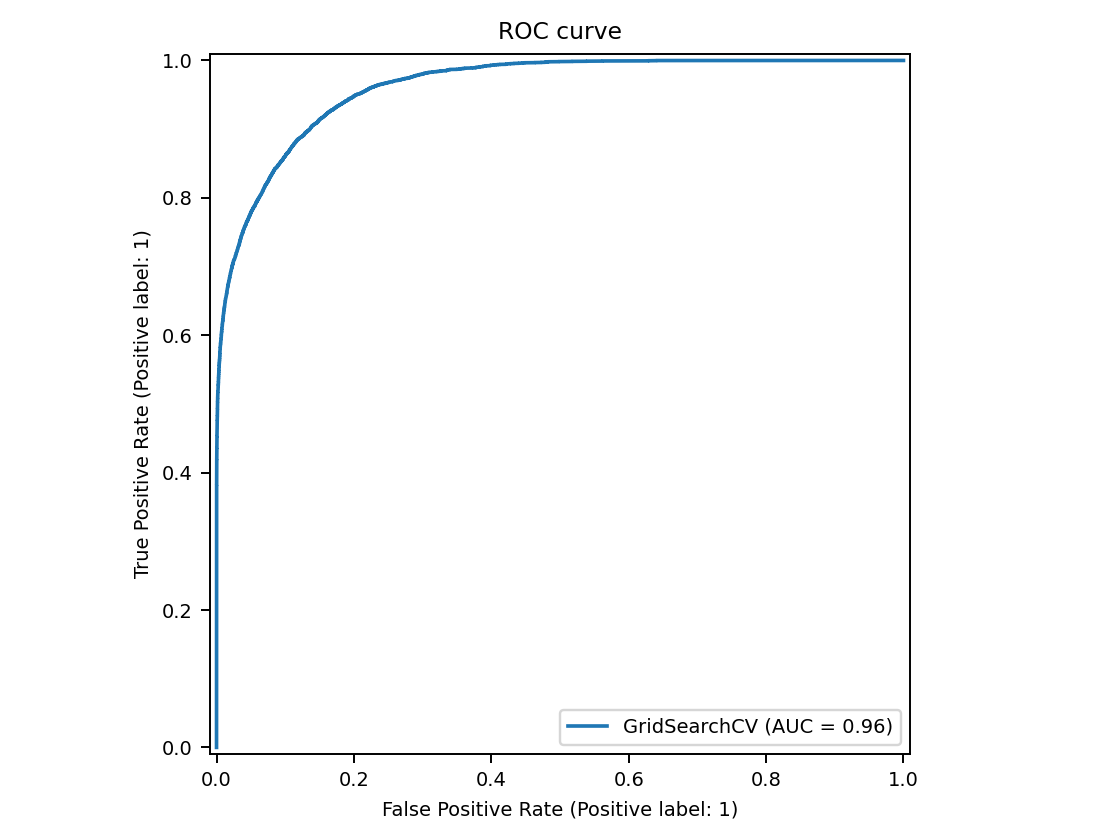 ROC curve
1.0
0.8
0.6
0.4
0.2
0.0
True Positive Rate (Positive label: 1)
GridSearchCV (AUC = 0.96)
0.0 0.2 0.4 0.6 0.8 1.0
False Positive Rate (Positive label: 1)